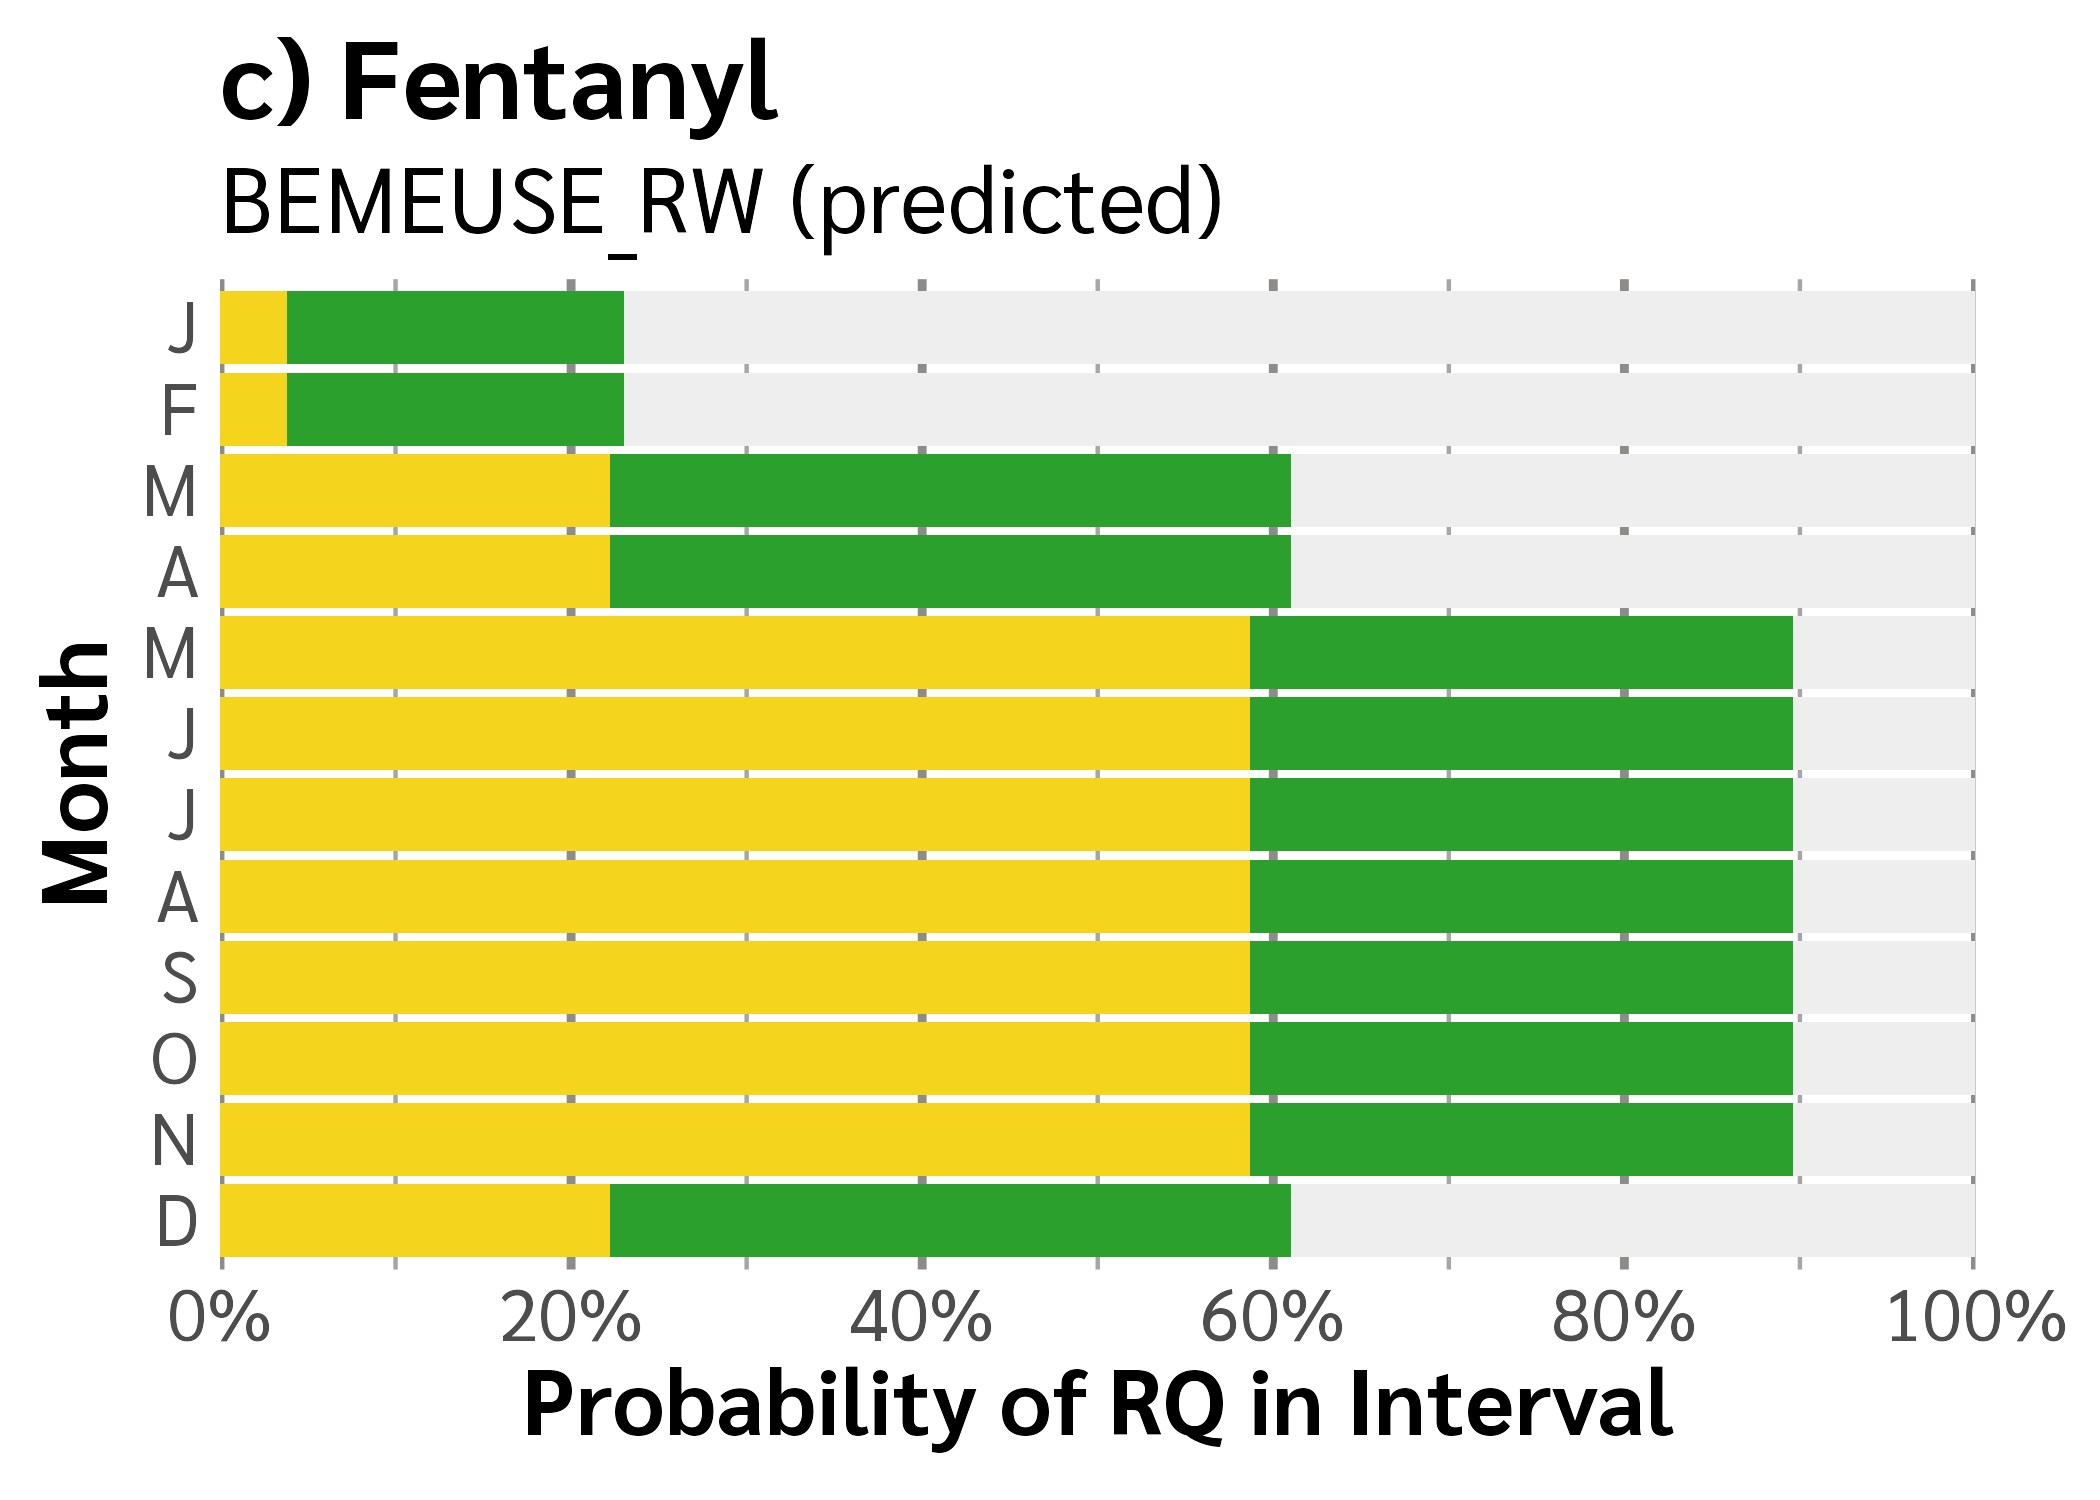 c) Fentanyl
BEMEUSE_RW (predicted)
J
F
M
A
M
J
J
A
S
O
N
D
Month
0% 20% 40% 60% 80% 100%
Probability of RQ in Interval